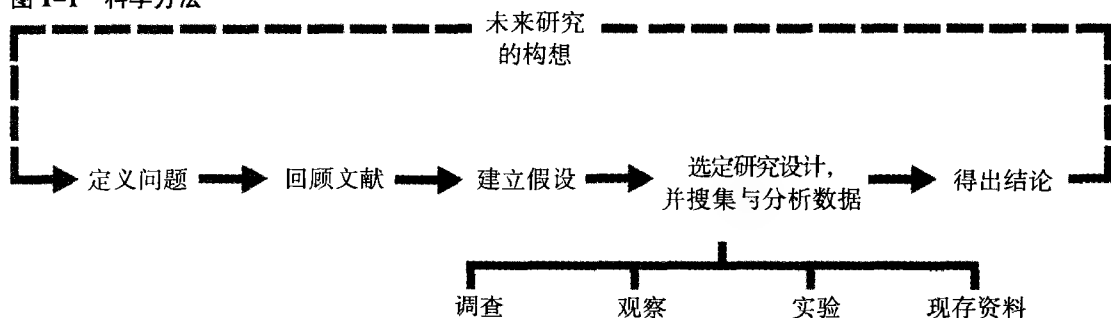 图 1-1 科学方法
未来研究
的构想
定义问题
回顾文献
建立假设
选定研究设计，
并搜集与分析数据
得出结论
调查
观察
实验
现存资料